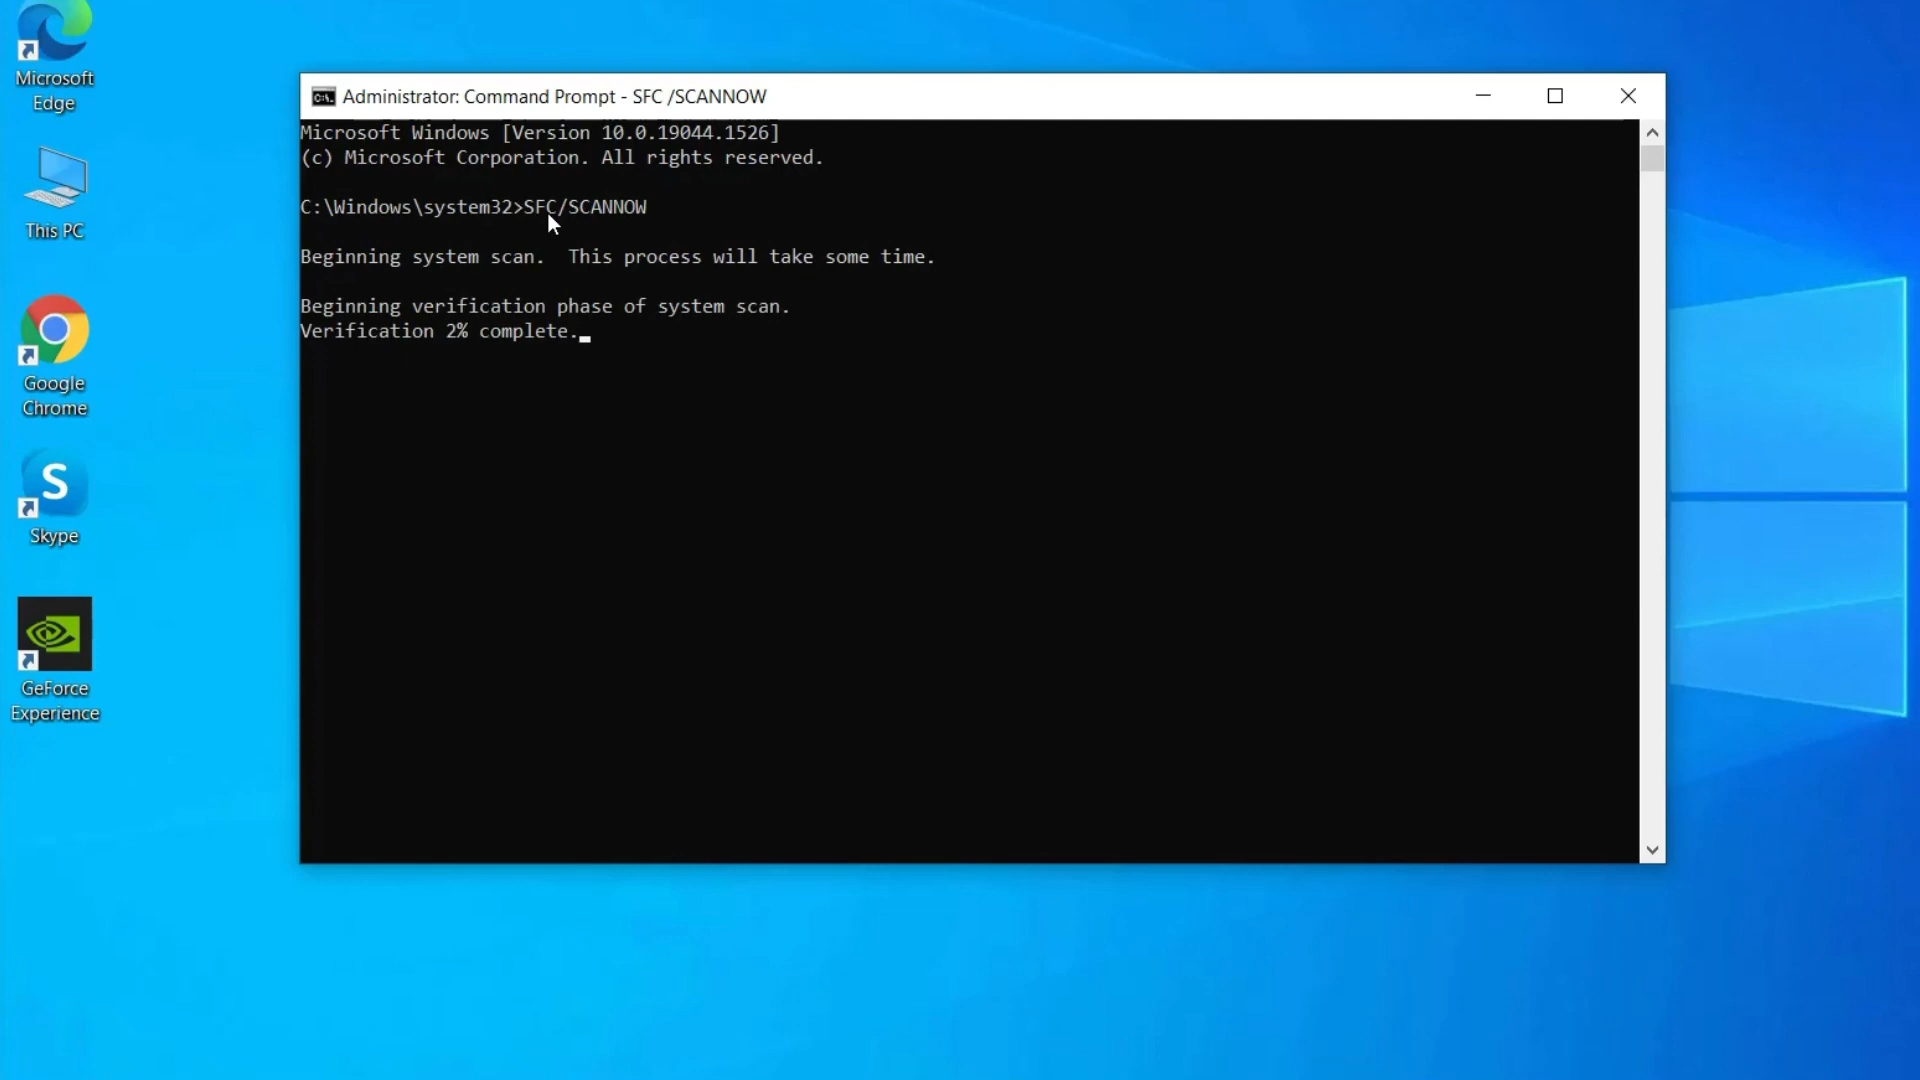 Microsoft
Edge
This PC
Google
Chrome
S
Skype
GeForce
Experience
C:\. Administrator: Command Prompt - SFC /SCANNOW
Microsoft Windows [Version 10.0.19044.1526]
(c) Microsoft Corporation. All rights reserved.
C:\Windows\system32>SFC/SCANNOW
Beginning system scan.  This process will take some time.
Beginning verification phase of system scan.
Verification 2% complete.